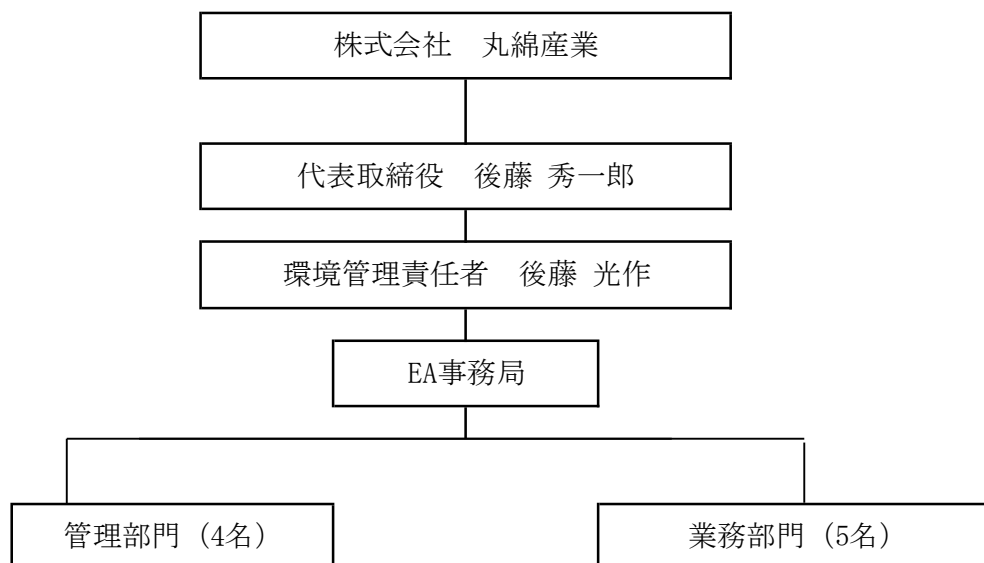 株式会社　丸綿産業
代表取締役　後藤 秀一郎
環境管理責任者　後藤 光作
EA事務局
管理部門（4名）
業務部門（5名）